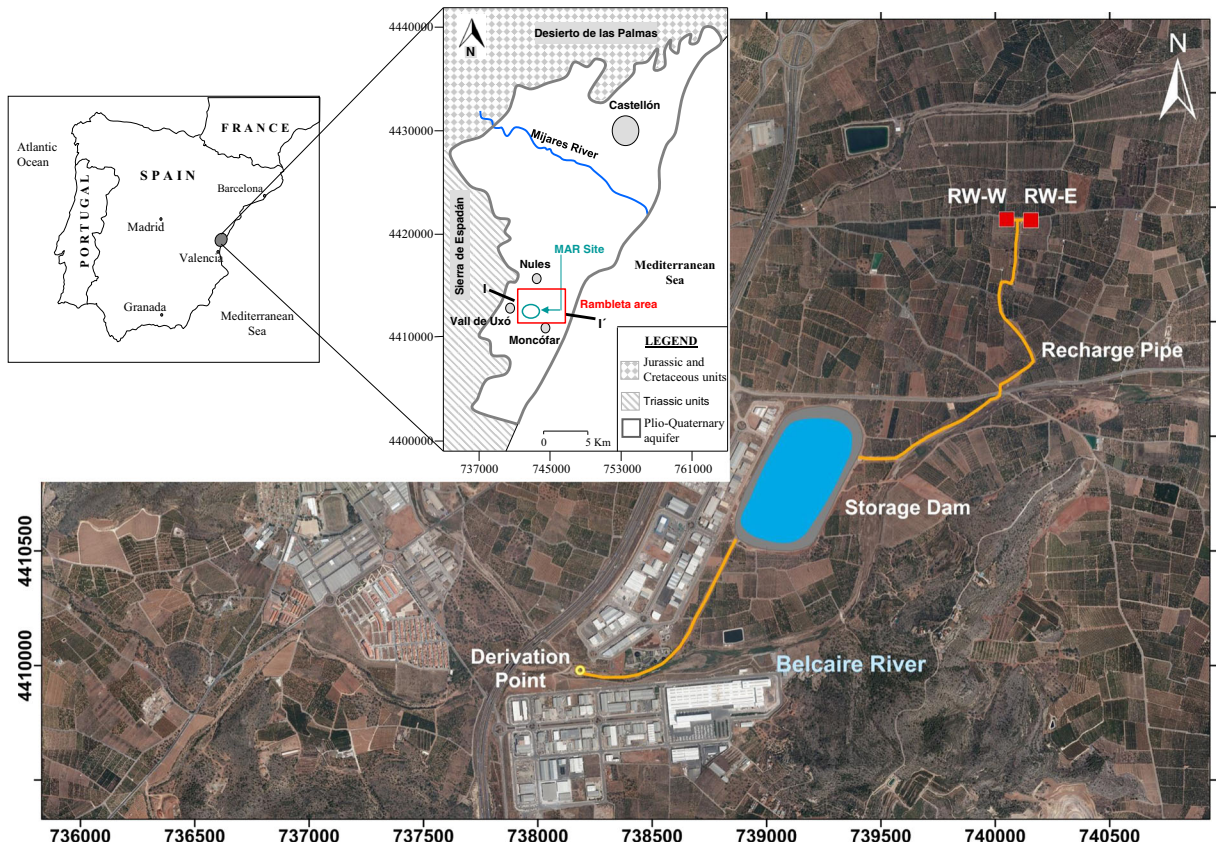 Atlantic
Ocean
FRANCE
SPAIN
PORTUGAL
Barcelona
Madrid
Valencia
Granada
Mediterranean
Sea
4440000
4430000
4420000
4410000
4400000
N
Desierto de las Palmas
Castellón
Mijares River
Sierra de Espadán
Nules
MAR Site
Mediterranean
Sea
I
Rambleta area
Vall de Uxó
I´
Moncófar
LEGEND
Jurassic and
Cretaceous units
Triassic units
Plio-Quaternary
aquifer
0 5 Km
737000 745000 753000 761000
N
RW-W RW-E
Recharge Pipe
Storage Dam
Derivation
Point
Belcaire River
4410500
4410000
736000 736500 737000 737500 738000 738500 739000 739500 740000 740500